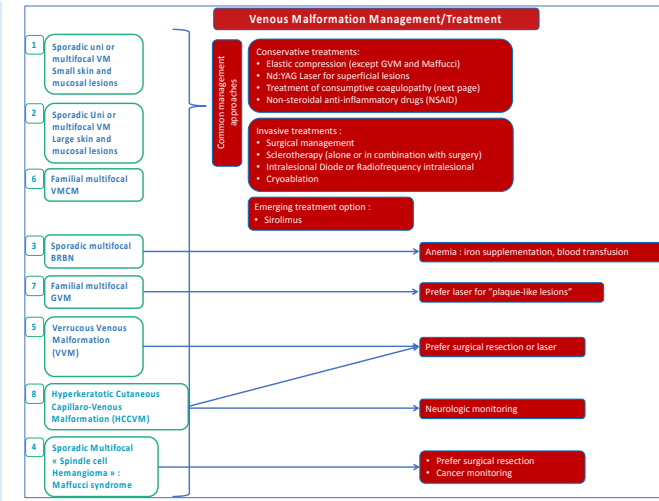 Venous Malformation Management/Treatment
1
Sporadic uni or
multifocal VM
Small skin and
mucosal lesions
2
Sporadic Uni or
multifocal VM
Large skin and
mucosal lesions
6
Familial multifocal
VMCM
3
Sporadic multifocal
BRBN
7
Familial multifocal
GVM
5
Verrucous Venous
Malformation
(VVM)
8
Hyperkeratotic Cutaneous
Capillaro-Venous
Malformation (HCCVM)
4
Sporadic Multifocal
« Spindle cell
Hemangioma » :
Maffucci syndrome
Common management
approaches
Conservative treatments:
• Elastic compression (except GVM and Maffucci)
• Nd:YAG Laser for superficial lesions
• Treatment of consumptive coagulopathy (next page)
• Non-steroidal anti-inflammatory drugs (NSAID)
Invasive treatments :
• Surgical management
• Sclerotherapy (alone or in combination with surgery)
• Intralesional Diode or Radiofrequency intralesional
• Cryoablation
Emerging treatment option :
• Sirolimus
Anemia : iron supplementation, blood transfusion
Prefer laser for "plaque-like lesions"
Prefer surgical resection or laser
Neurologic monitoring
• Prefer surgical resection
• Cancer monitoring